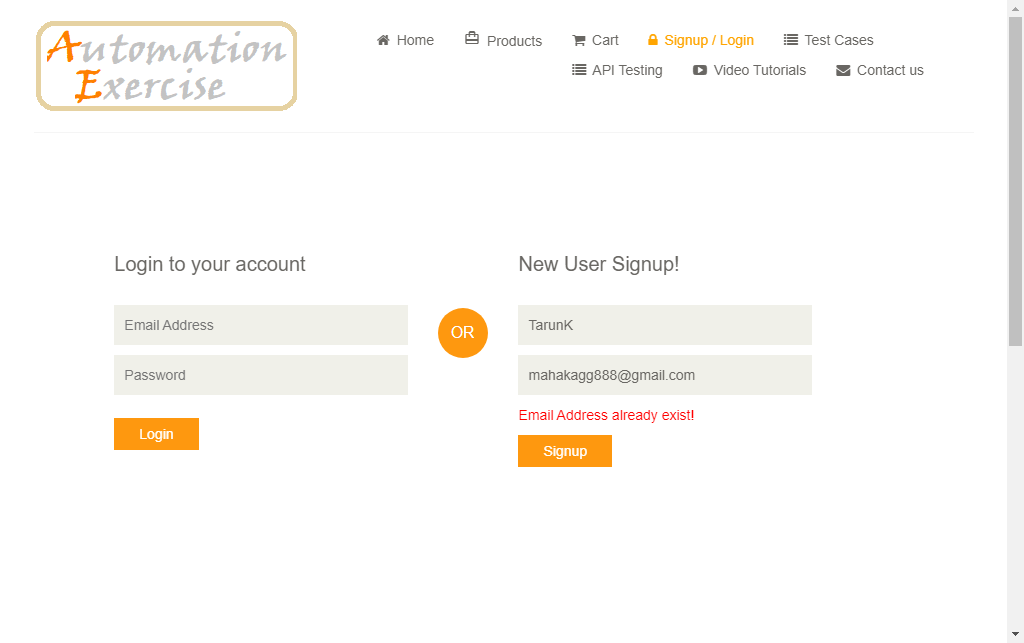 Automation
Exercise
Home
Products
Cart
Signup / Login
Test Cases
API Testing
Video Tutorials
Contact us
Login to your account
Email Address
Password
Login
OR
New User Signup!
TarunK
mahakagg888@gmail.com
Email Address already exist!
Signup